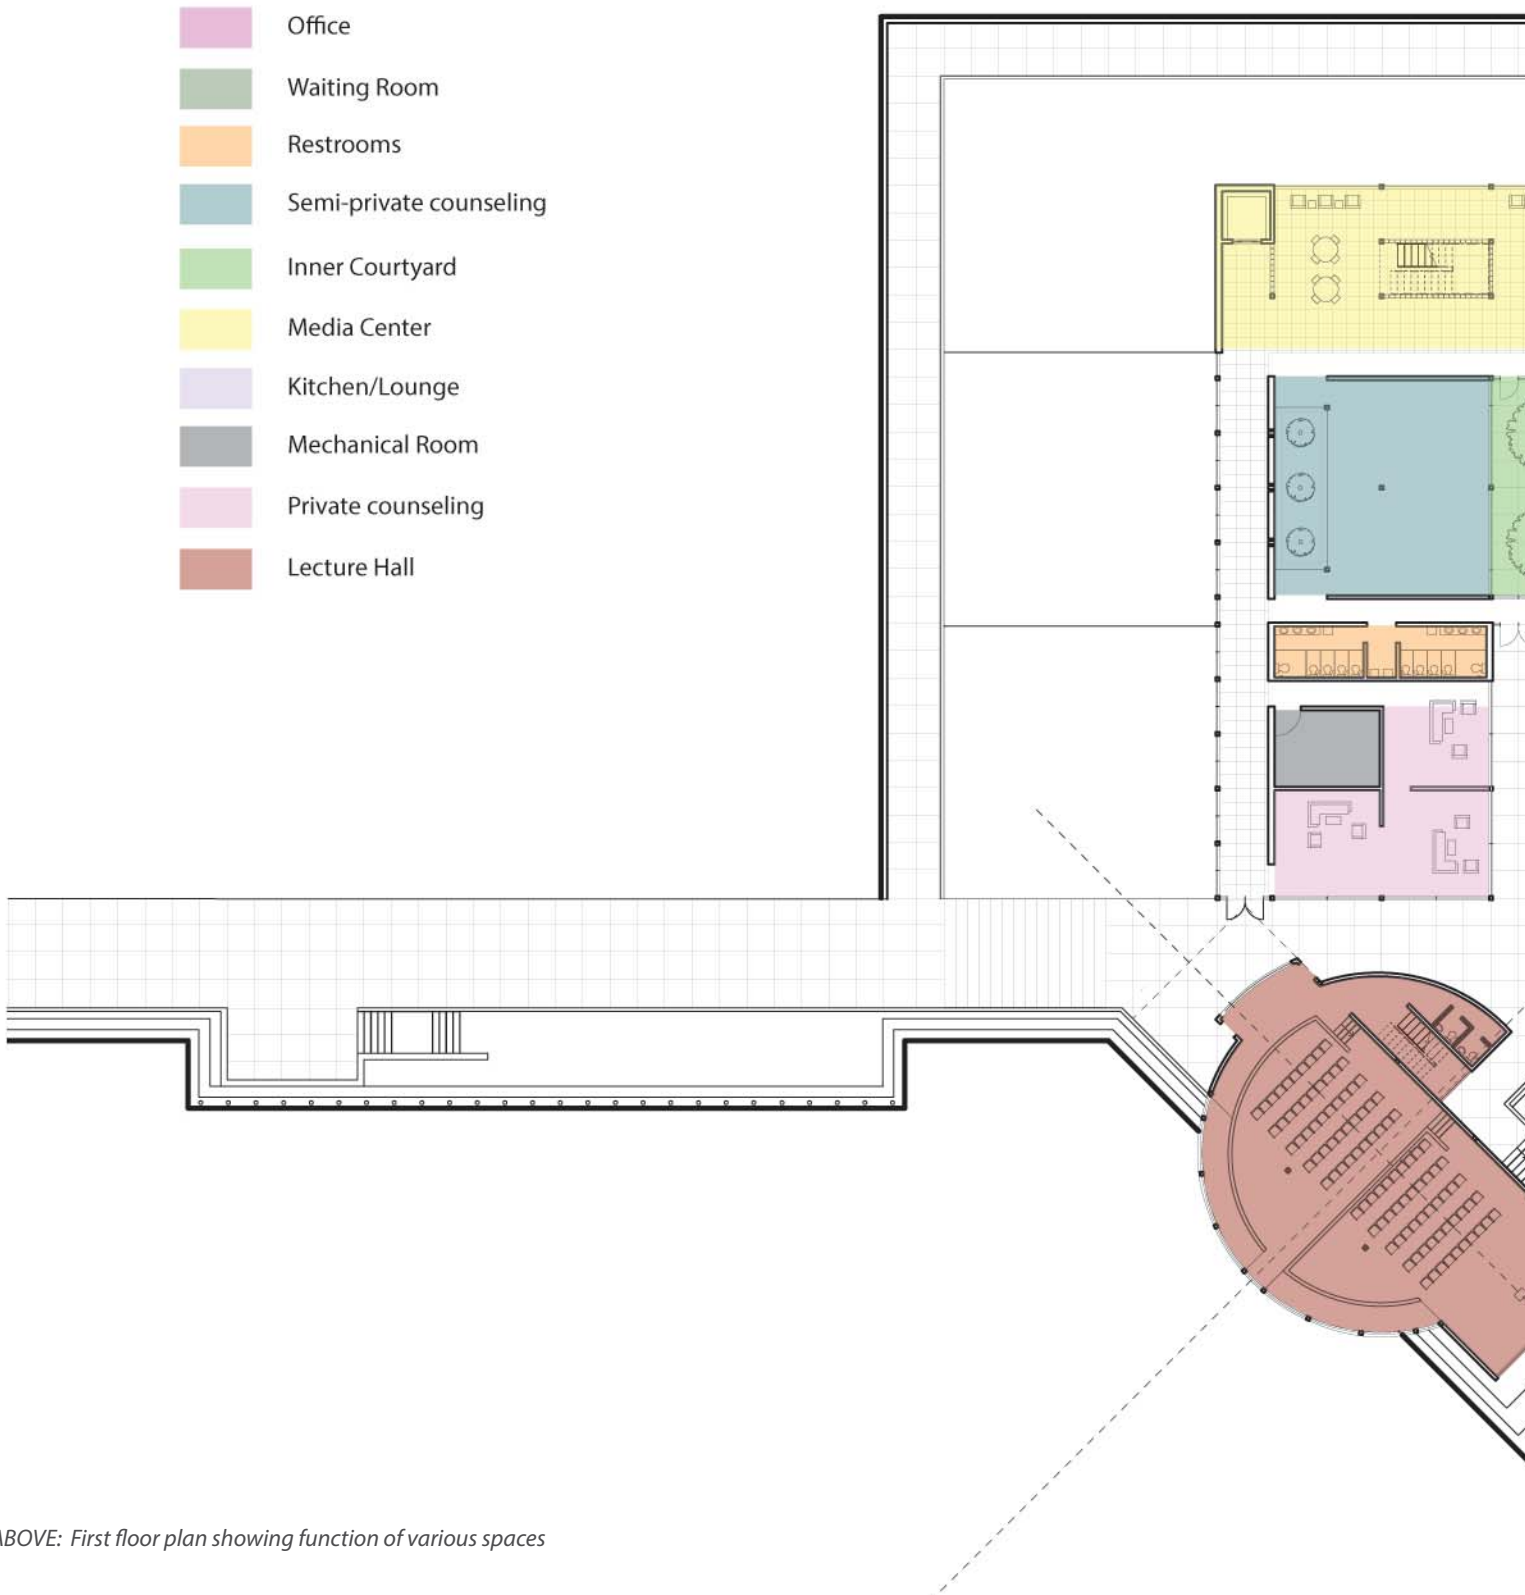 Office
Waiting Room
Restrooms
Semi-private counseling
Inner Courtyard
Media Center
Kitchen/Lounge
Mechanical Room
Private counseling
Lecture Hall
ABOVE: First floor plan showing function of various spaces